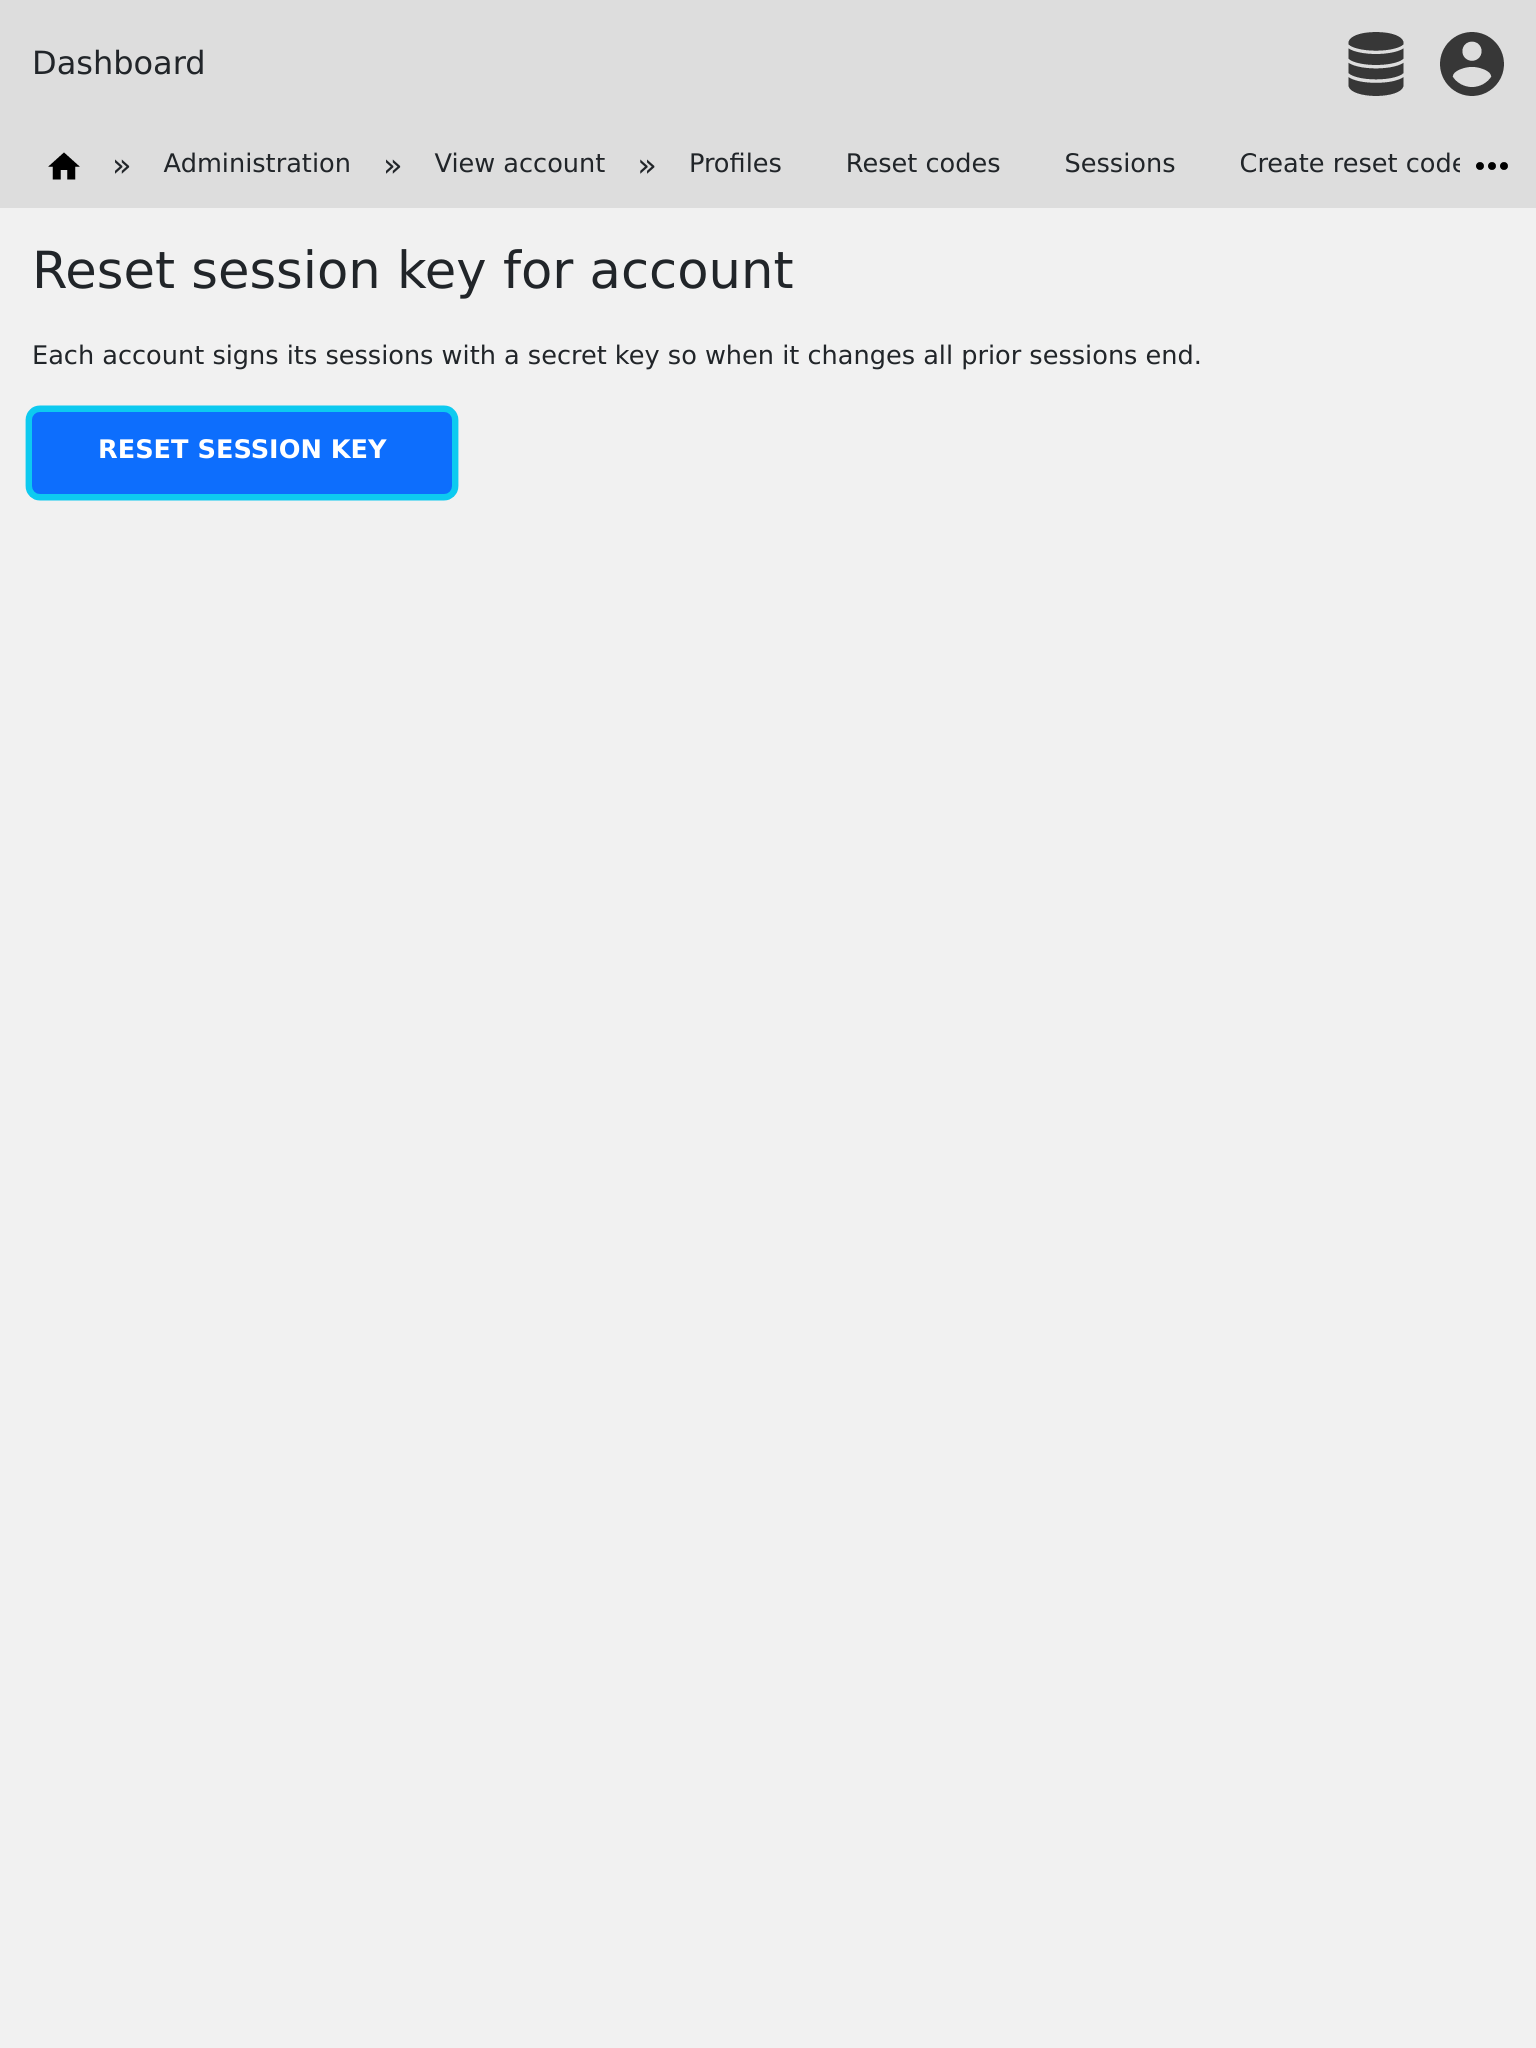 Dashboard
» Administration » View account » Profiles Reset codes Sessions Create reset code
Reset session key for account
Each account signs its sessions with a secret key so when it changes all prior sessions end.
RESET SESSION KEY